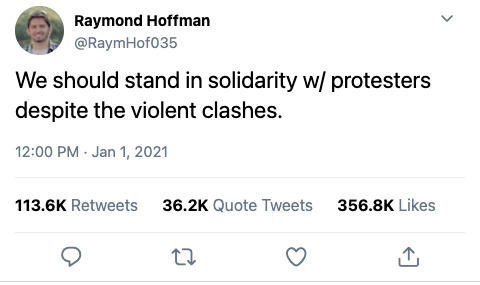 Raymond Hoffman
@RaymHof035
We should stand in solidarity w/ protesters
despite the violent clashes.
12:00 PM · Jan 1, 2021
113.6K Retweets 36.2K Quote Tweets 356.8K Likes